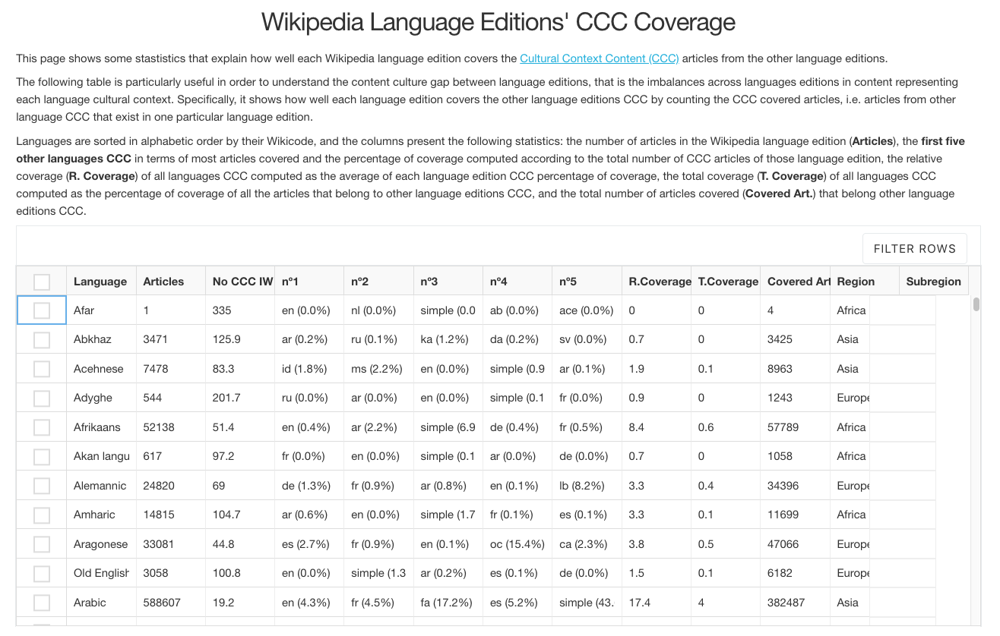 Wikipedia Language Editions' CCC Coverage
This page shows some stastistics that explain how well each Wikipedia language edition covers the Cultural Context Content (CCC) articles from the other language editions.
The following table is particularly useful in order to understand the content culture gap between language editions, that is the imbalances across languages editions in content representing
each language cultural context. Specifically, it shows how well each language edition covers the other language editions CCC by counting the CCC covered articles, i.e. articles from other
language CCC that exist in one particular language edition.
Languages are sorted in alphabetic order by their Wikicode, and the columns present the following statistics: the number of articles in the Wikipedia language edition (Articles), the first five
other languages CCC in terms of most articles covered and the percentage of coverage computed according to the total number of CCC articles of those language edition, the relative
coverage (R. Coverage) of all languages CCC computed as the average of each language edition CCC percentage of coverage, the total coverage (T. Coverage) of all languages CCC
computed as the percentage of coverage of all the articles that belong to other language editions CCC, and the total number of articles covered (Covered Art.) that belong other language
editions CCC.
FILTER ROWS
Language Articles No CCC IW nº1 nº2 nº3 nº4 nº5 R.Coverage T.Coverage Covered Art Region Subregion
Afar 1 335 en (0.0%) nl (0.0%) simple (0.0 ab (0.0%) ace (0.0%) 0 0 4 Africa
Abkhaz 3471 125.9 ar (0.2%) ru (0.1%) ka (1.2%) da (0.2%) sv (0.0%) 0.7 0 3425 Asia
Acehnese 7478 83.3 id (1.8%) ms (2.2%) en (0.0%) simple (0.9 ar (0.1%) 1.9 0.1 8963 Asia
Adyghe 544 201.7 ru (0.0%) ar (0.0%) en (0.0%) simple (0.1 fr (0.0%) 0.9 0 1243 Europe
Afrikaans 52138 51.4 en (0.4%) ar (2.2%) simple (6.9 de (0.4%) fr (0.5%) 8.4 0.6 57789 Africa
Akan langu 617 97.2 fr (0.0%) en (0.0%) simple (0.1 ar (0.0%) de (0.0%) 0.7 0 1058 Africa
Alemannic 24820 69 de (1.3%) fr (0.9%) ar (0.8%) en (0.1%) lb (8.2%) 3.3 0.4 34396 Europe
Amharic 14815 104.7 ar (0.6%) en (0.0%) simple (1.7 fr (0.1%) es (0.1%) 3.3 0.1 11699 Africa
Aragonese 33081 44.8 es (2.7%) fr (0.9%) en (0.1%) oc (15.4%) ca (2.3%) 3.8 0.5 47066 Europe
Old English 3058 100.8 en (0.0%) simple (1.3 ar (0.2%) es (0.1%) de (0.0%) 1.5 0.1 6182 Europe
Arabic 588607 19.2 en (4.3%) fr (4.5%) fa (17.2%) es (5.2%) simple (43. 17.4 4 382487 Asia